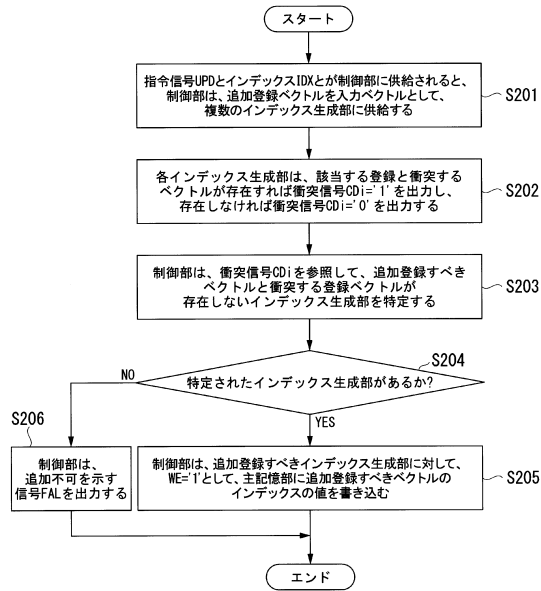 スタート
指令信号UPDとインデックスIDXとが制御部に供給されると、
制御部は、追加登録ベクトルを入力ベクトルとして、
複数のインデックス生成部に供給する
S201
各インデックス生成部は、該当する登録と衝突する
ベクトルが存在すれば衝突信号CDi='1'を出力し、
存在しなければ衝突信号CDi='0'を出力する
S202
制御部は、衝突信号CDiを参照して、追加登録すべき
ベクトルと衝突する登録ベクトルが
存在しないインデックス生成部を特定する
S203
S204
特定されたインデックス生成部があるか?
NO
YES
S206
制御部は、
追加不可を示す
信号FALを出力する
制御部は、追加登録すべきインデックス生成部に対して、
WE='1'として、主記憶部に追加登録すべきベクトルの
インデックスの値を書き込む
S205
エンド